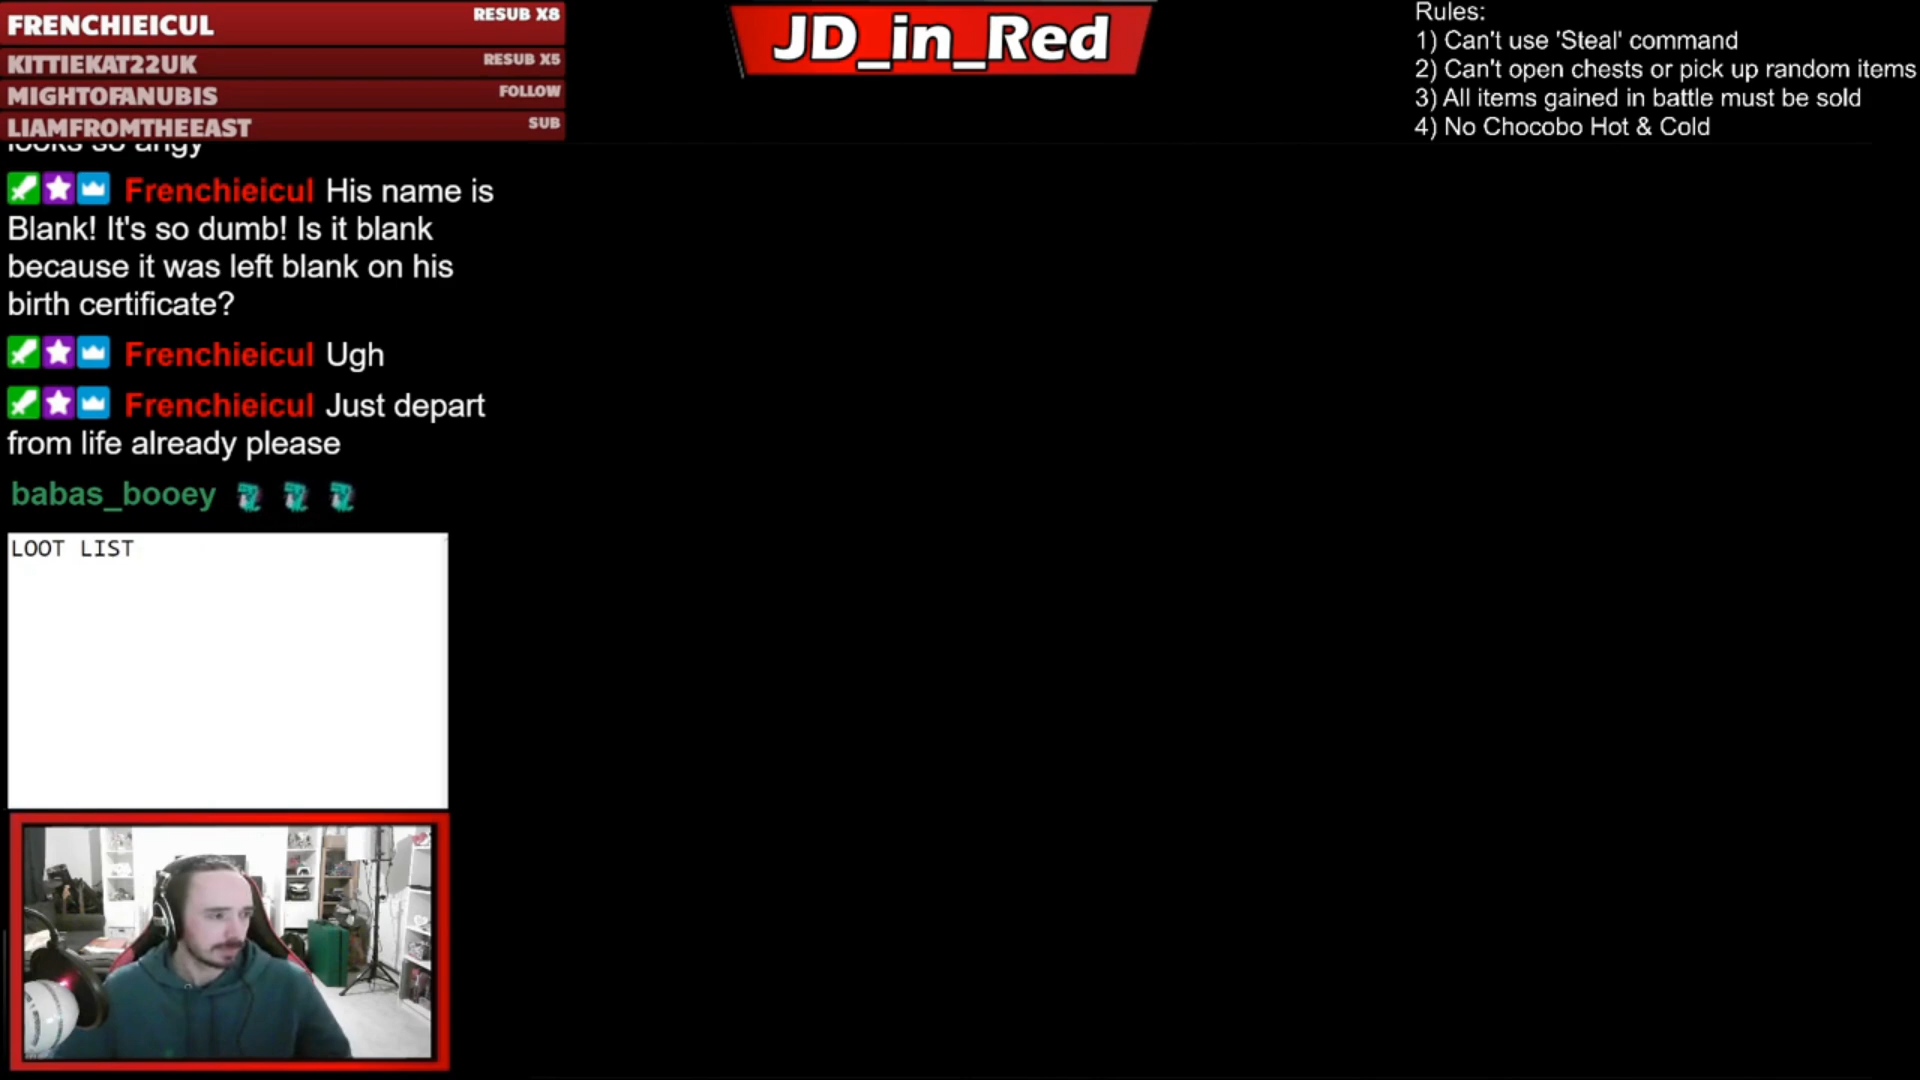 FRENCHIEICUL RESUB X8
KITTIEKAT22UK RESUB X5
MIGHTOFANUBIS FOLLOW
LIAMFROMTHEEAST SUB
JD_in_Red
Rules:
1) Can't use 'Steal' command
2) Can't open chests or pick up random items
3) All items gained in battle must be sold
4) No Chocobo Hot & Cold
looks so angy
Frenchieicul His name is
Blank! It's so dumb! Is it blank
because it was left blank on his
birth certificate?
Frenchieicul Ugh
Frenchieicul Just depart
from life already please
babas_booey
LOOT LIST